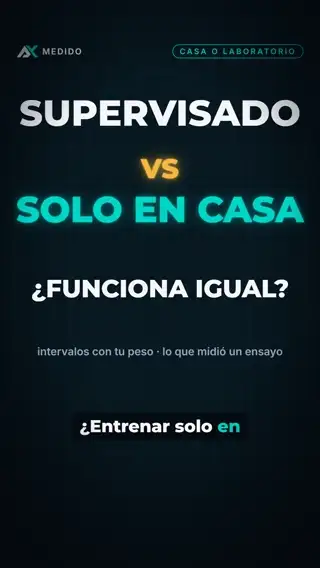 MEDIDO
CASA O LABORATORIO
SUPERVISADO
VS
SOLO EN CASA
¿FUNCIONA IGUAL?
intervalos con tu peso · lo que midió un ensayo
¿Entrenar solo en